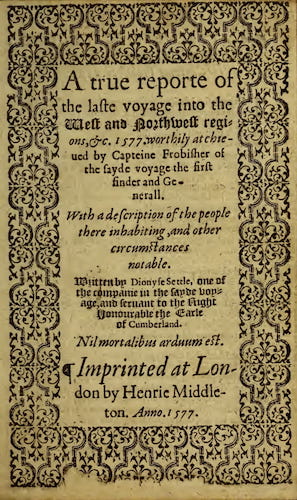 A true reporte of
the laste voyage into the
West and Northwest regi-
ons, &c. 1577. worthily atchie-
ued by Capteine Frobisher of
the sayde voyage the first
finder and Ge-
nerall.
With a description of the people
there inhabiting, and other
circumstances
notable.
Written by Dionyse Settle, one of
the companie in the sayde voy-
age, and seruant to the Right
Honourable the Earle
of Cumberland.
Nil mortalibus arduum est.
¶ Imprinted at Lon-
don by Henrie Middle-
ton. Anno. 1577.